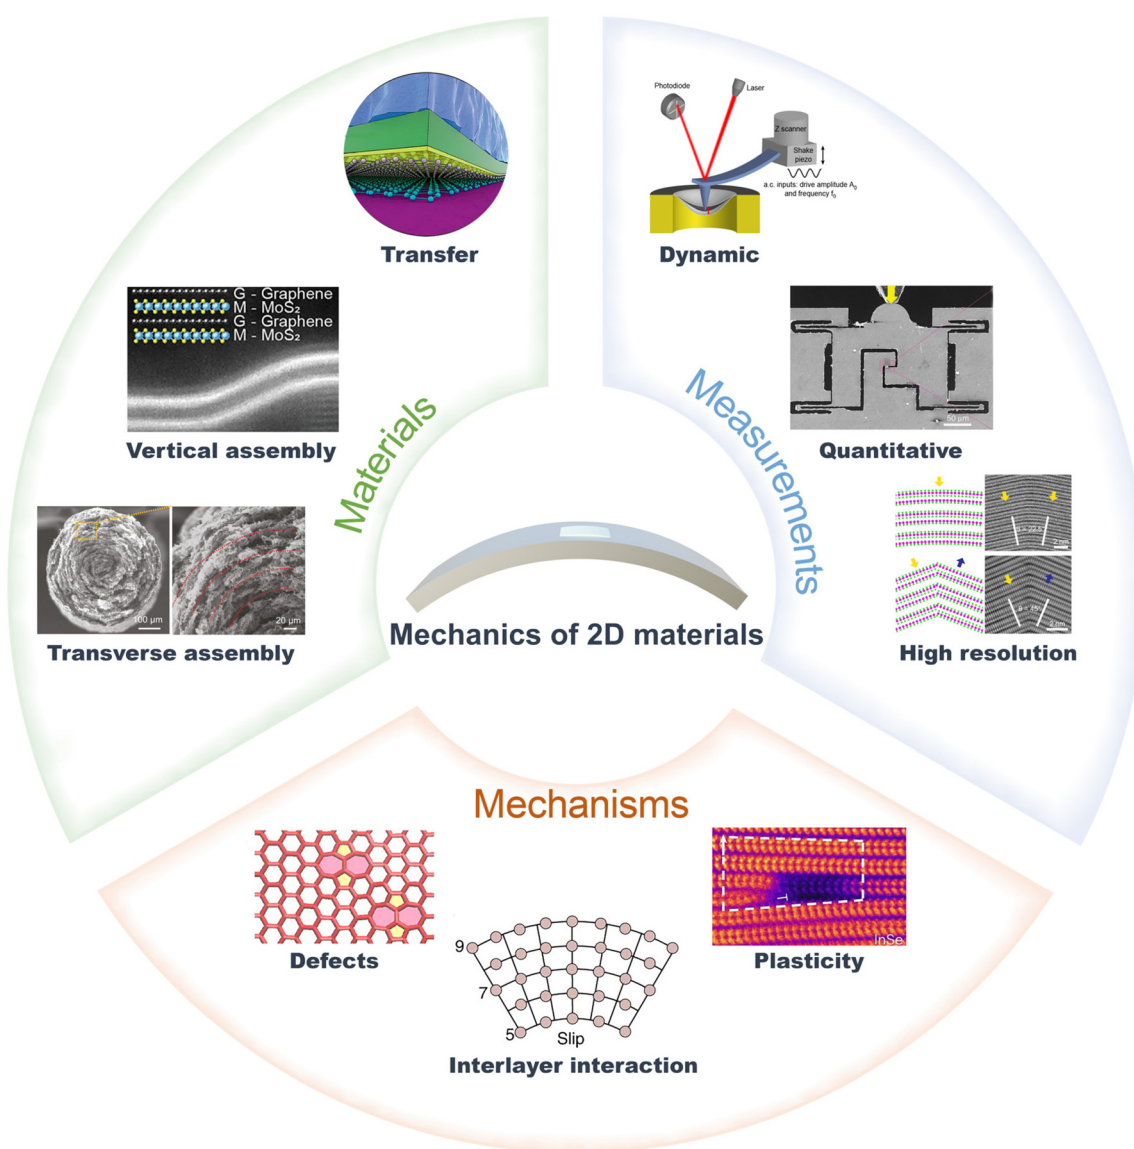 Photodiode
Laser
Z scanner
Shake
piezo
a.c. inputs: drive amplitude A₀
and frequency f₀
Transfer
Dynamic
G - Graphene
M - MoS₂
G - Graphene
M - MoS₂
Vertical assembly
50 μm
Quantitative
Materials
Measurements
100 μm
20 μm
Transverse assembly
2 nm
θ = 45°
2 nm
High resolution
Mechanics of 2D materials
Mechanisms
Defects
InSe
Plasticity
9
7
5
Slip
Interlayer interaction